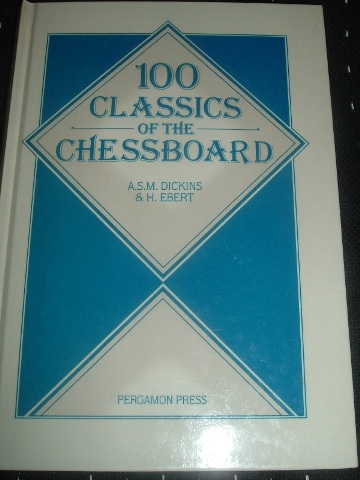 100
CLASSICS
OF THE
CHESSBOARD
A.S.M. DICKINS
& H. EBERT
PERGAMON PRESS